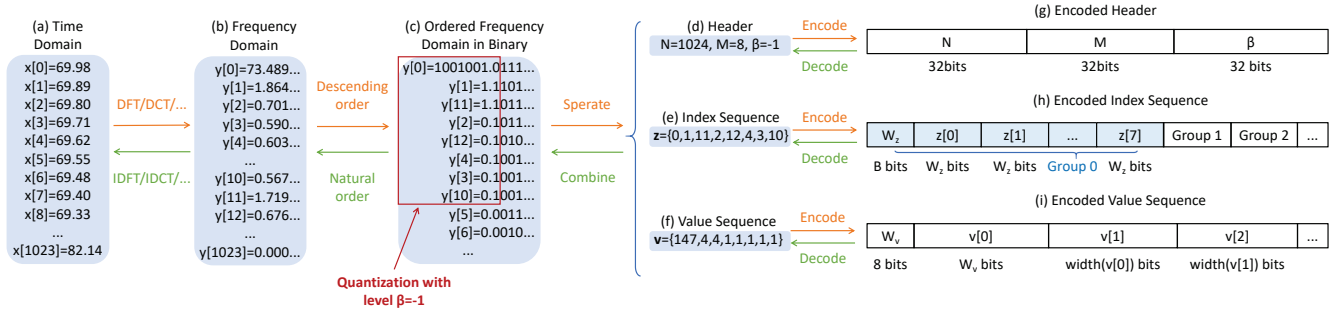 (a) Time
Domain
x[0]=69.98
x[1]=69.89
x[2]=69.80
x[3]=69.71
x[4]=69.62
x[5]=69.55
x[6]=69.48
x[7]=69.40
x[8]=69.33
...
x[1023]=82.14
DFT/DCT/...
IDFT/IDCT/...
(b) Frequency
Domain
y[0]=73.489...
y[1]=1.864...
y[2]=0.701...
y[3]=0.590...
y[4]=0.603...
...
y[10]=0.567...
y[11]=1.719...
y[12]=0.676...
...
y[1023]=0.000...
Descending
order
Natural
order
(c) Ordered Frequency
Domain in Binary
y[0]=1001001.0111...
y[1]=1.1101...
y[11]=1.1011...
y[2]=0.1011...
y[12]=0.1010...
y[4]=0.1001...
y[3]=0.1001...
y[10]=0.1001...
y[5]=0.0011...
y[6]=0.0010...
...
Quantization with
level β=-1
Sperate
Combine
(d) Header
N=1024, M=8, β=-1
Encode
Decode
(e) Index Sequence
z={0,1,11,2,12,4,3,10}
Encode
Decode
(f) Value Sequence
v={147,4,4,1,1,1,1,1}
Encode
Decode
(g) Encoded Header
N M β
32bits 32bits 32 bits
(h) Encoded Index Sequence
Wz z[0] z[1] ... z[7] Group 1 Group 2 ...
8 bits Wz bits Wz bits Group 0 Wz bits
(i) Encoded Value Sequence
Wv v[0] v[1] v[2] ...
8 bits Wv bits width(v[0]) bits width(v[1]) bits